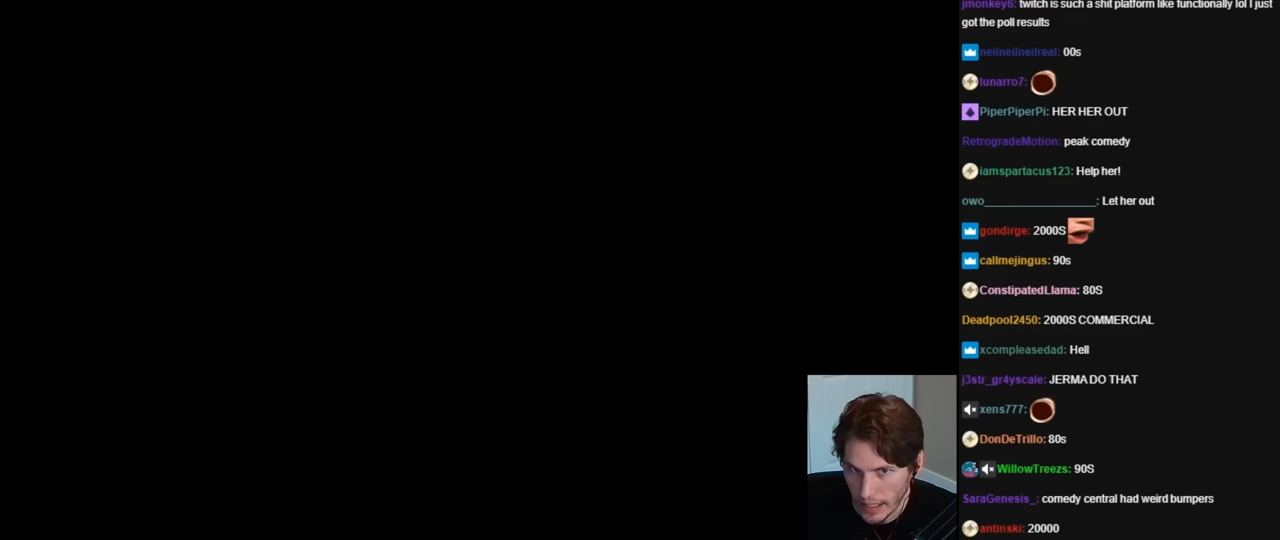 jmonkey6: twitch is such a shit platform like functionally lol I just
got the poll results
neilneilneilreal: 00s
lunarro7:
PiperPiperPi: HER HER OUT
RetrogradeMotion: peak comedy
iamspartacus123: Help her!
owo__________________: Let her out
gondirge: 2000S
callmejingus: 90s
ConstipatedLlama: 80S
Deadpool2450: 2000S COMMERCIAL
xcompleasedad: Hell
j3str_gr4yscale: JERMA DO THAT
xens777:
DonDeTrillo: 80s
WillowTreezs: 90S
SaraGenesis_: comedy central had weird bumpers
antinski: 20000